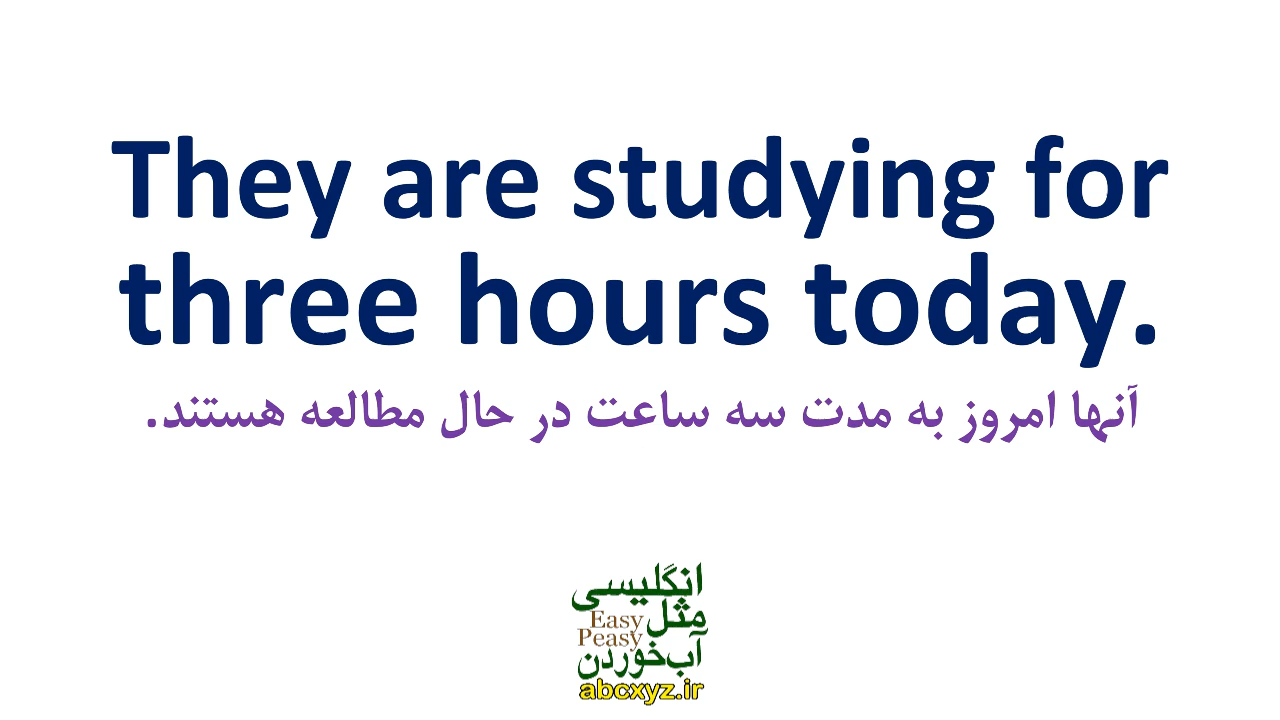 They are studying for
three hours today.
آنها امروز به مدت سه ساعت در حال مطالعه هستند.
انگلیسی
مثل
Easy
Peasy
آب‌خوردن
abcxyz.ir